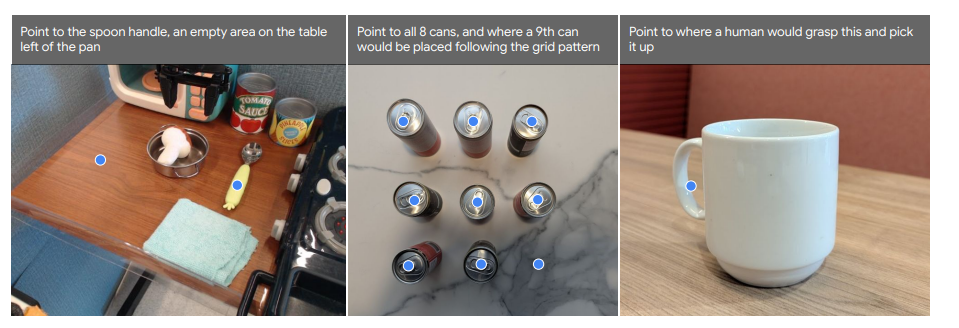 Point to the spoon handle, an empty area on the table
left of the pan
Point to all 8 cans, and where a 9th can
would be placed following the grid pattern
Point to where a human would grasp this and pick
it up
TOMATO
SAUCE